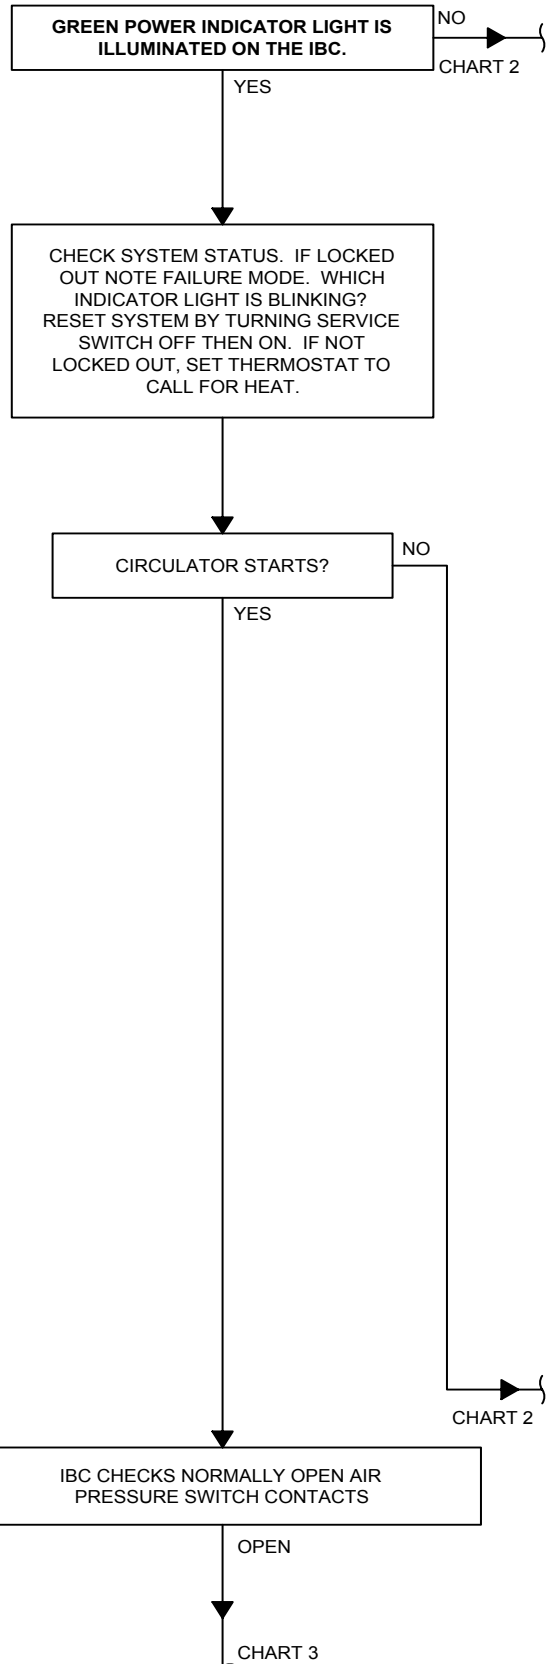 GREEN POWER INDICATOR LIGHT IS
ILLUMINATED ON THE IBC.
NO
CHART 2
YES
CHECK SYSTEM STATUS.  IF LOCKED
OUT NOTE FAILURE MODE.  WHICH
INDICATOR LIGHT IS BLINKING?
RESET SYSTEM BY TURNING SERVICE
SWITCH OFF THEN ON.  IF NOT
LOCKED OUT, SET THERMOSTAT TO
CALL FOR HEAT.
CIRCULATOR STARTS?
NO
YES
CHART 2
IBC CHECKS NORMALLY OPEN AIR
PRESSURE SWITCH CONTACTS
OPEN
CHART 3